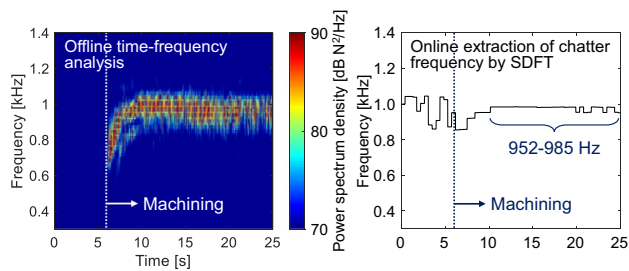 1.4
1.2
1.0
0.8
0.6
0.4
Frequency [kHz]
Offline time-frequency
analysis
Machining
0
5
10
15
20
25
Time [s]
90
80
70
Power spectrum density [dB N²/Hz]
1.4
1.2
1.0
0.8
0.6
0.4
Frequency [kHz]
Online extraction of chatter
frequency by SDFT
952-985 Hz
Machining
0
5
10
15
20
25
Time [s]